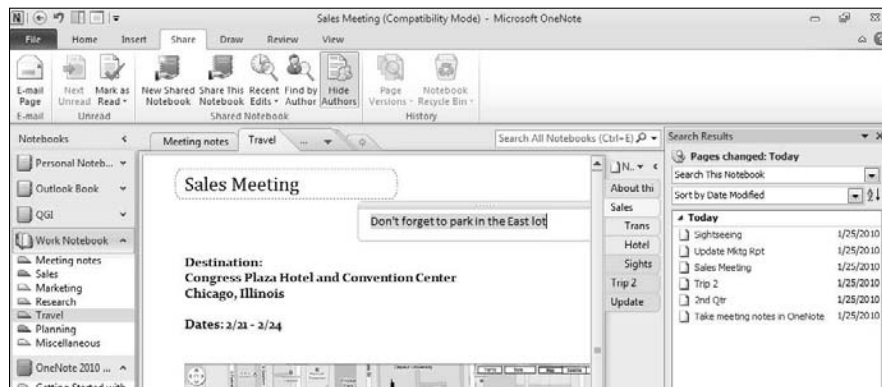 Sales Meeting (Compatibility Mode) - Microsoft OneNote
File Home Insert Share Draw Review View
E-mail Page
Next Unread
Mark as Read
New Shared Notebook
Share This Notebook
Recent Edits
Find by Author
Hide Authors
Page Versions
Notebook Recycle Bin
E-mail Unread Shared Notebook History
Notebooks
Personal Noteb...
Outlook Book
QGI
Work Notebook
Meeting notes
Sales
Marketing
Research
Travel
Planning
Miscellaneous
OneNote 2010 ...
Getting Started with
Meeting notes Travel ...
Search All Notebooks (Ctrl+E)
Sales Meeting
Don't forget to park in the East lot
Destination:
Congress Plaza Hotel and Convention Center
Chicago, Illinois
Dates: 2/21 - 2/24
N..
About thi
Sales
Trans
Hotel
Sights
Trip 2
Update
Search Results
Pages changed: Today
Search This Notebook
Sort by Date Modified
Today
Sightseeing 1/25/2010
Update Mktg Rpt 1/25/2010
Sales Meeting 1/25/2010
Trip 2 1/25/2010
2nd Qtr 1/25/2010
Take meeting notes in OneNote 1/25/2010